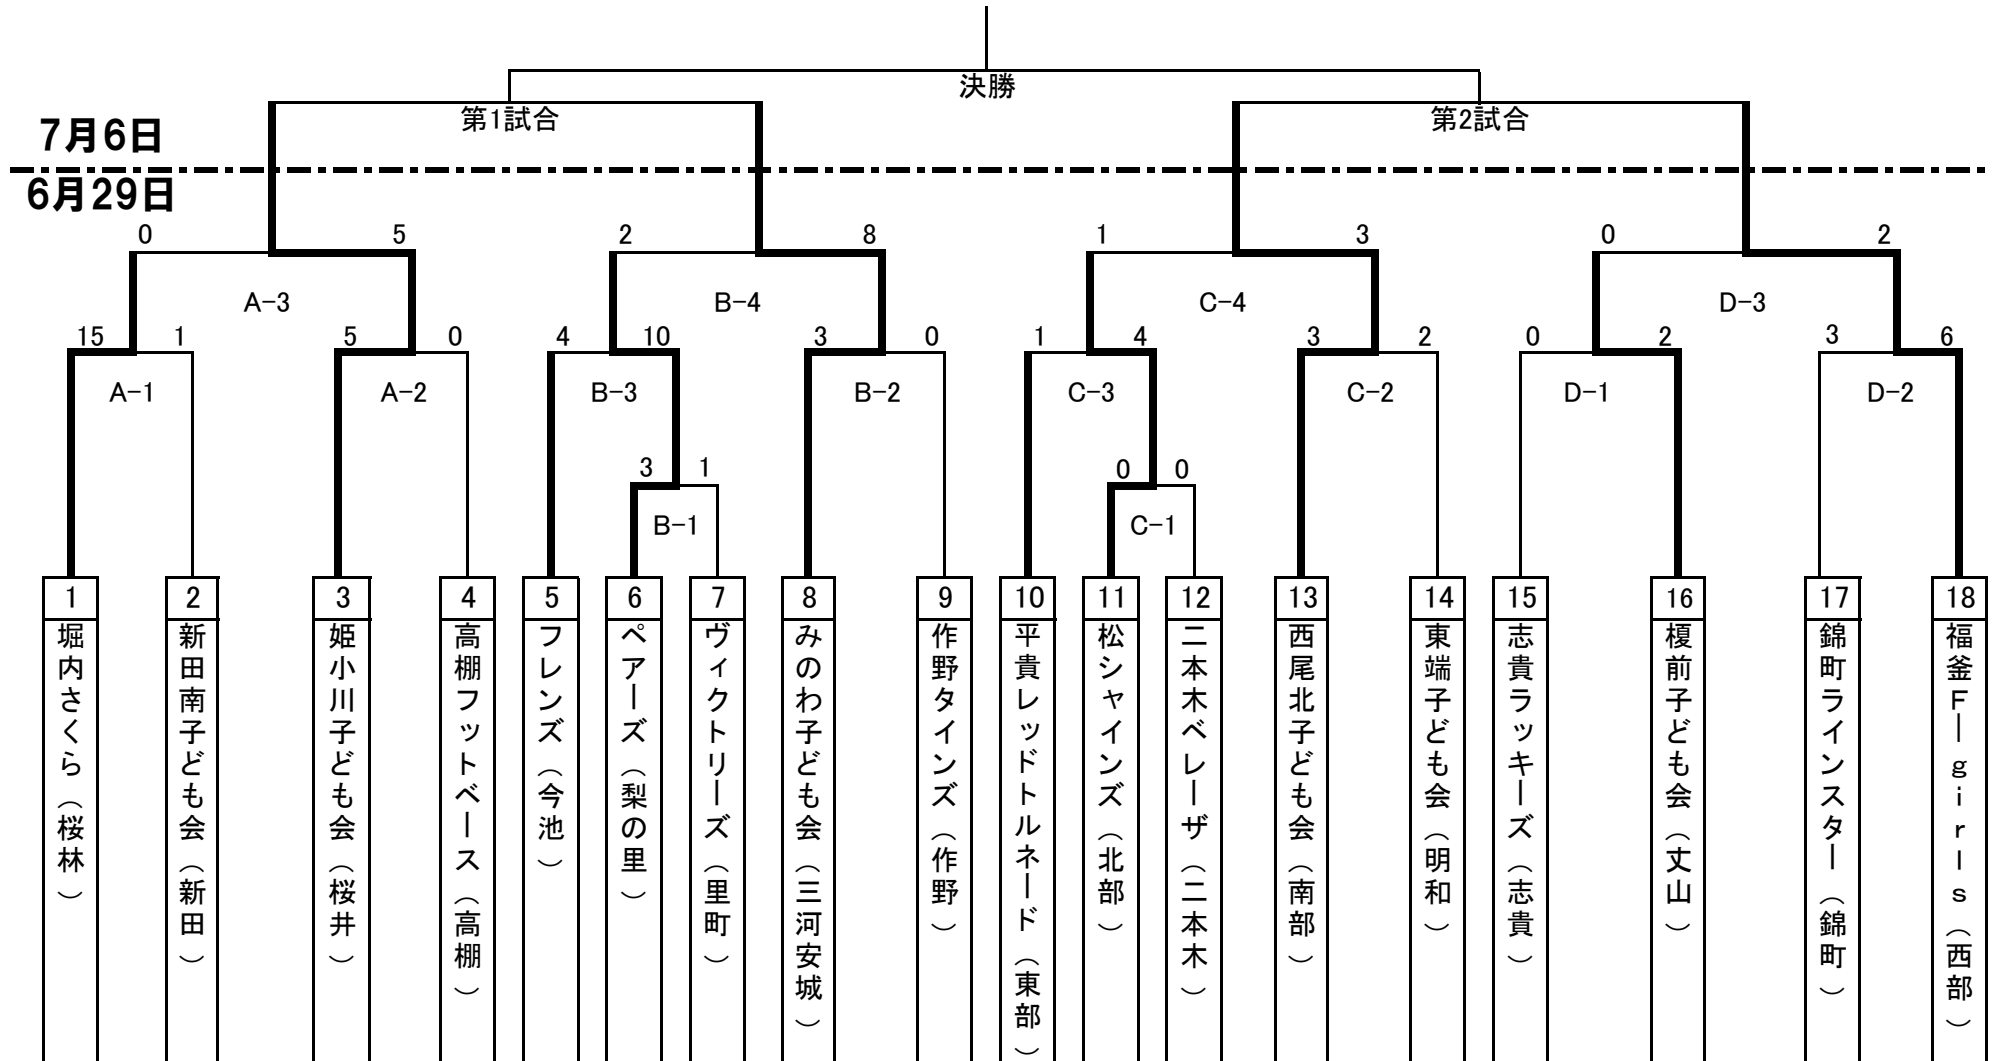 決勝
第1試合
第2試合
7月6日
6月29日
0 5 2 8 1 3 0 2
A-3 B-4 C-4 D-3
15 1 5 0 4 10 3 0 1 4 3 2 0 2 3 6
A-1 A-2 B-3 B-2 C-3 C-2 D-1 D-2
3 1 0 0
B-1 C-1
1 2 3 4 5 6 7 8 9 10 11 12 13 14 15 16 17 18
堀内さくら（桜林）
新田南子ども会（新田）
姫小川子ども会（桜井）
高棚フットベース（高棚）
フレンズ（今池）
ペアーズ（梨の里）
ヴィクトリーズ（里町）
みのわ子ども会（三河安城）
作野タインズ（作野）
平貴レッドトルネード（東部）
松シャインズ（北部）
二本木ベレーザ（二本木）
西尾北子ども会（南部）
東端子ども会（明和）
志貴ラッキーズ（志貴）
榎前子ども会（丈山）
錦町ラインスター（錦町）
福釜F－girls（西部）